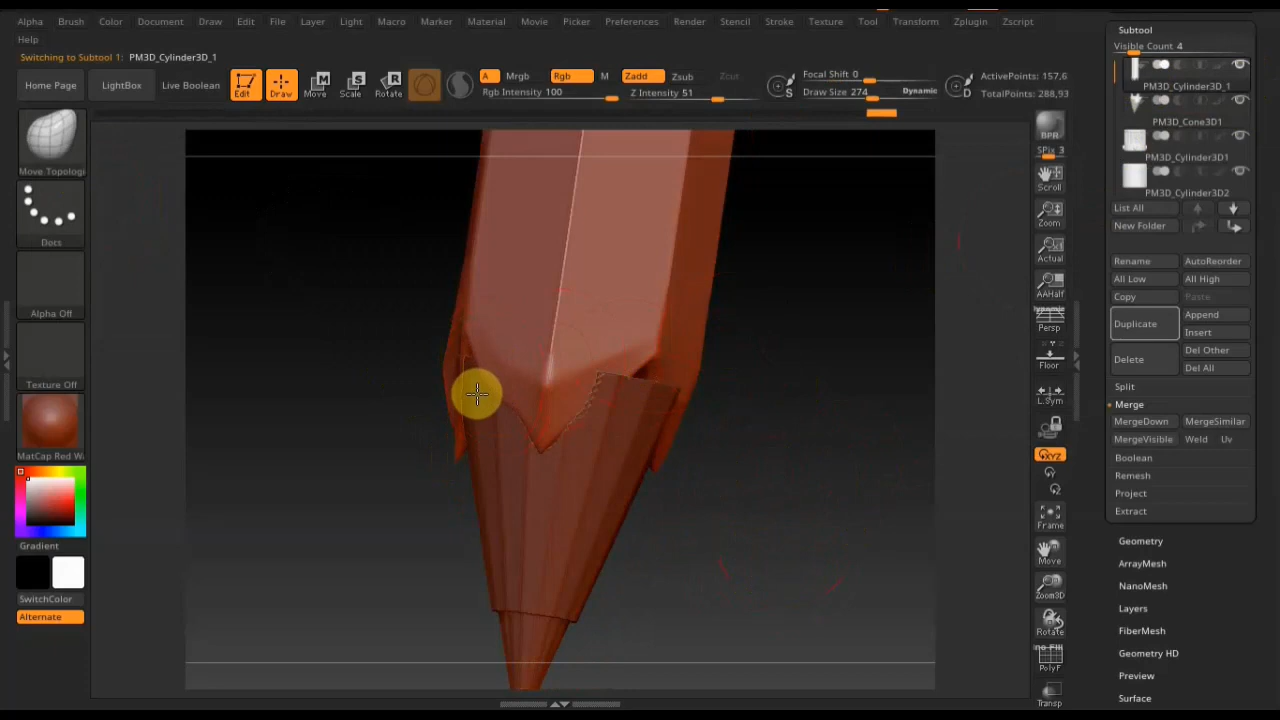 Alpha Brush Color Document Draw Edit File Layer Light Macro Marker Material Movie Picker Preferences Render Stencil Stroke Texture Tool Transform Zplugin Zscript
Help
Switching to Subtool 1: PM3D_Cylinder3D_1
Home Page LightBox Live Boolean Edit Draw Move Scale Rotate
A Mrgb Rgb M Zadd Zsub Zcut
Rgb Intensity 100 Z Intensity 51
Focal Shift 0
Draw Size 274 Dynamic
ActivePoints: 157,6
TotalPoints: 288,93
Move Topologi
Dots
Alpha Off
Texture Off
MatCap Red W
Gradient
SwitchColor
Alternate
BPR
SPix 3
Scroll
Zoom
Actual
AAHalf
Dynamic
Persp
Floor
L.Sym
XYZ
Frame
Move
Zoom3D
Rotate
PolyF
Transp
Subtool
Visible Count 4
PM3D_Cylinder3D_1
PM3D_Cone3D1
PM3D_Cylinder3D1
PM3D_Cylinder3D2
List All
New Folder
Rename AutoReorder
All Low All High
Copy Paste
Duplicate Append
Insert
Delete Del Other
Del All
Split
Merge
MergeDown MergeSimilar
MergeVisible Weld Uv
Boolean
Remesh
Project
Extract
Geometry
ArrayMesh
NanoMesh
Layers
FiberMesh
Geometry HD
Preview
Surface